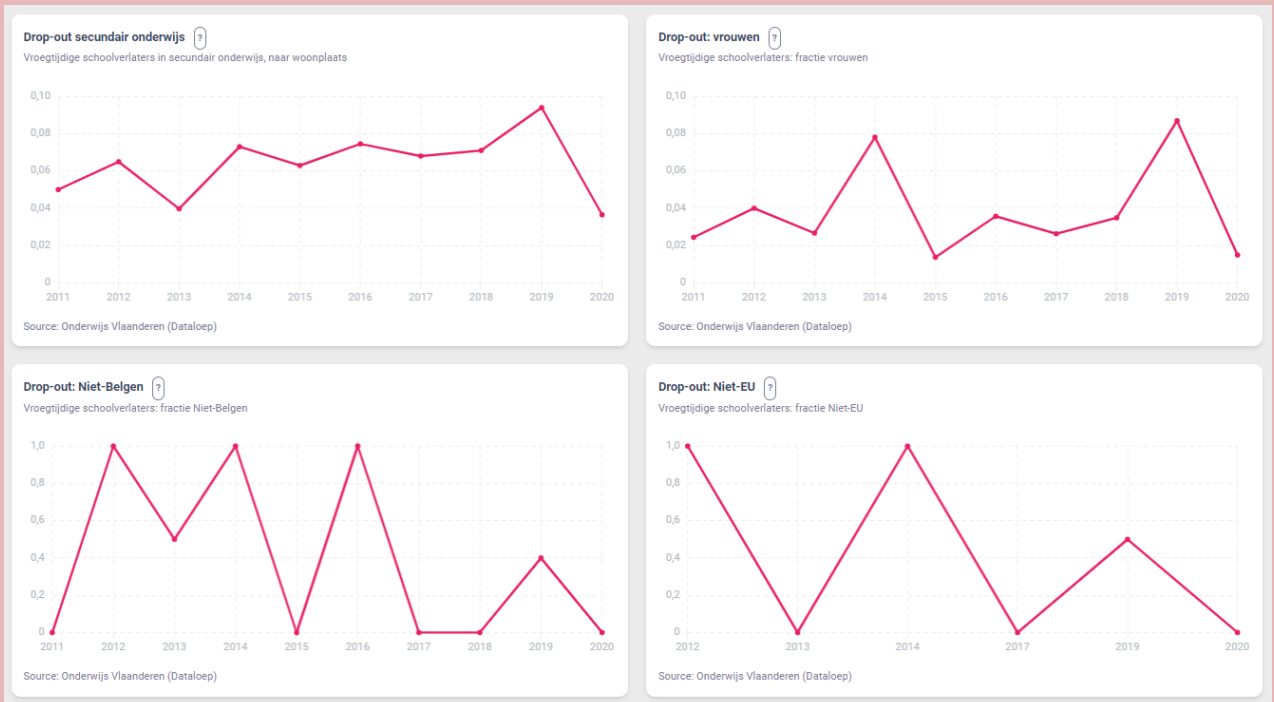 Drop-out secundair onderwijs ?
Vroegtijdige schoolverlaters in secundair onderwijs, naar woonplaats
0,10
0,08
0,06
0,04
0,02
0
2011 2012 2013 2014 2015 2016 2017 2018 2019 2020
Source: Onderwijs Vlaanderen (Dataloep)
Drop-out: vrouwen ?
Vroegtijdige schoolverlaters: fractie vrouwen
0,10
0,08
0,06
0,04
0,02
0
2011 2012 2013 2014 2015 2016 2017 2018 2019 2020
Source: Onderwijs Vlaanderen (Dataloep)
Drop-out: Niet-Belgen ?
Vroegtijdige schoolverlaters: fractie Niet-Belgen
1,0
0,8
0,6
0,4
0,2
0
2011 2012 2013 2014 2015 2016 2017 2018 2019 2020
Source: Onderwijs Vlaanderen (Dataloep)
Drop-out: Niet-EU ?
Vroegtijdige schoolverlaters: fractie Niet-EU
1,0
0,8
0,6
0,4
0,2
0
2012 2013 2014 2017 2019 2020
Source: Onderwijs Vlaanderen (Dataloep)